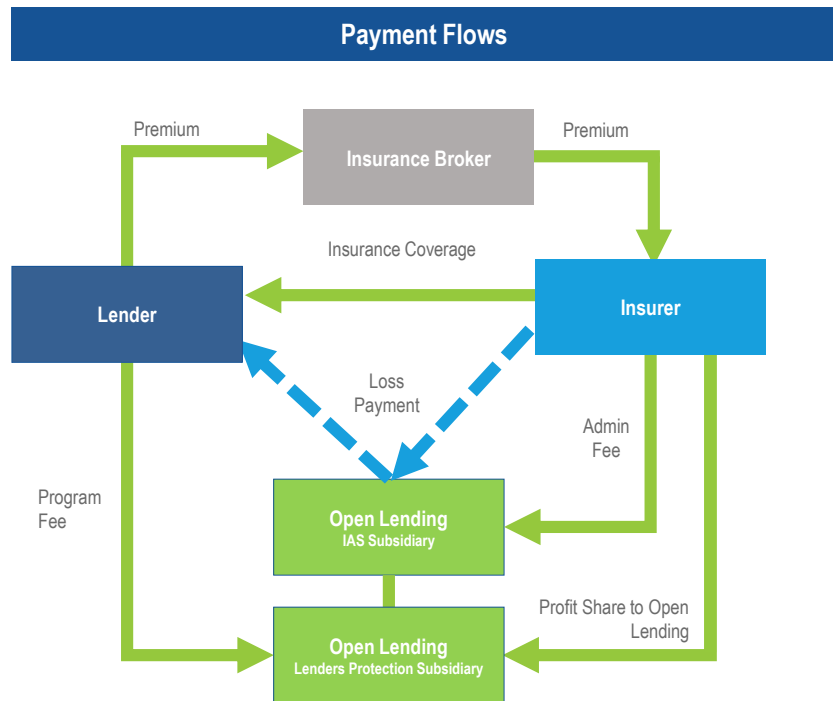 Payment Flows
Premium
Premium
Insurance Broker
Insurance Coverage
Lender
Insurer
Loss
Payment
Admin
Fee
Program
Fee
Open Lending
IAS Subsidiary
Profit Share to Open
Lending
Open Lending
Lenders Protection Subsidiary